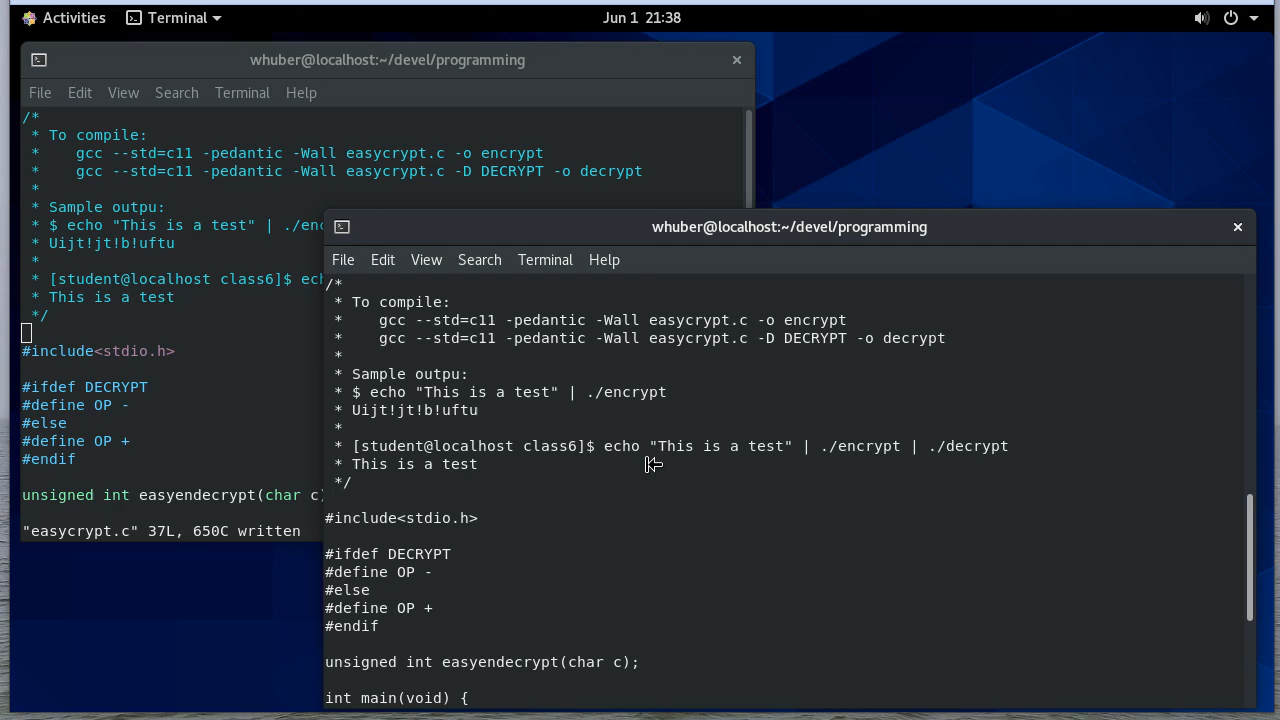 Activities Terminal Jun 1 21:38
whuber@localhost:~/devel/programming
File Edit View Search Terminal Help
/*
 * To compile:
 *    gcc --std=c11 -pedantic -Wall easycrypt.c -o encrypt
 *    gcc --std=c11 -pedantic -Wall easycrypt.c -D DECRYPT -o decrypt
 *
 * Sample outpu:
 * $ echo "This is a test" | ./enc
 * Uijt!jt!b!uftu
 *
 * [student@localhost class6]$ ech
 * This is a test
 */
#include<stdio.h>
#ifdef DECRYPT
#define OP -
#else
#define OP +
#endif
unsigned int easyendecrypt(char c)
"easycrypt.c" 37L, 650C written
whuber@localhost:~/devel/programming
File Edit View Search Terminal Help
/*
 * To compile:
 *    gcc --std=c11 -pedantic -Wall easycrypt.c -o encrypt
 *    gcc --std=c11 -pedantic -Wall easycrypt.c -D DECRYPT -o decrypt
 *
 * Sample outpu:
 * $ echo "This is a test" | ./encrypt
 * Uijt!jt!b!uftu
 *
 * [student@localhost class6]$ echo "This is a test" | ./encrypt | ./decrypt
 * This is a test
 */
#include<stdio.h>
#ifdef DECRYPT
#define OP -
#else
#define OP +
#endif
unsigned int easyendecrypt(char c);
int main(void) {